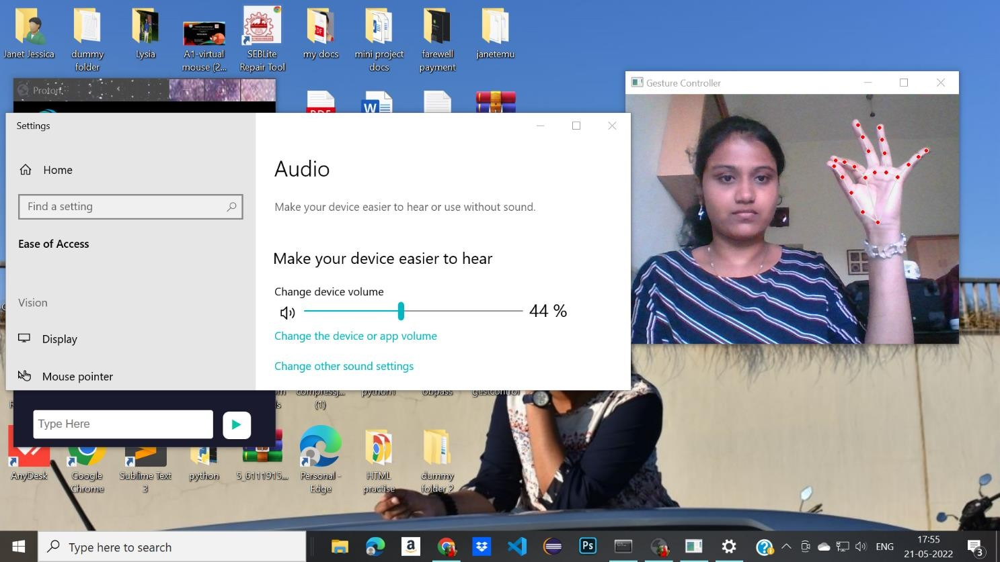 Janet Jessica
dummy
folder
Lysia
A1-virtual
mouse (2...
SEBLite
Repair Tool
my docs
mini project
docs
farewell
payment
janetemu
PDF
W
Proton
Gesture Controller
Settings
Home
Find a setting
Ease of Access
Vision
Display
Mouse pointer
Audio
Make your device easier to hear or use without sound.
Make your device easier to hear
Change device volume
44 %
Change the device or app volume
Change other sound settings
compressj...
(1)
python1
gestcontrol
Type Here
AnyDesk
Google
Chrome
Sublime Text
3
python
5_6111915...
Personal -
Edge
HTML
practise
dummy
folder 2
Type here to search
Ps
ENG
17:55
21-05-2022
3